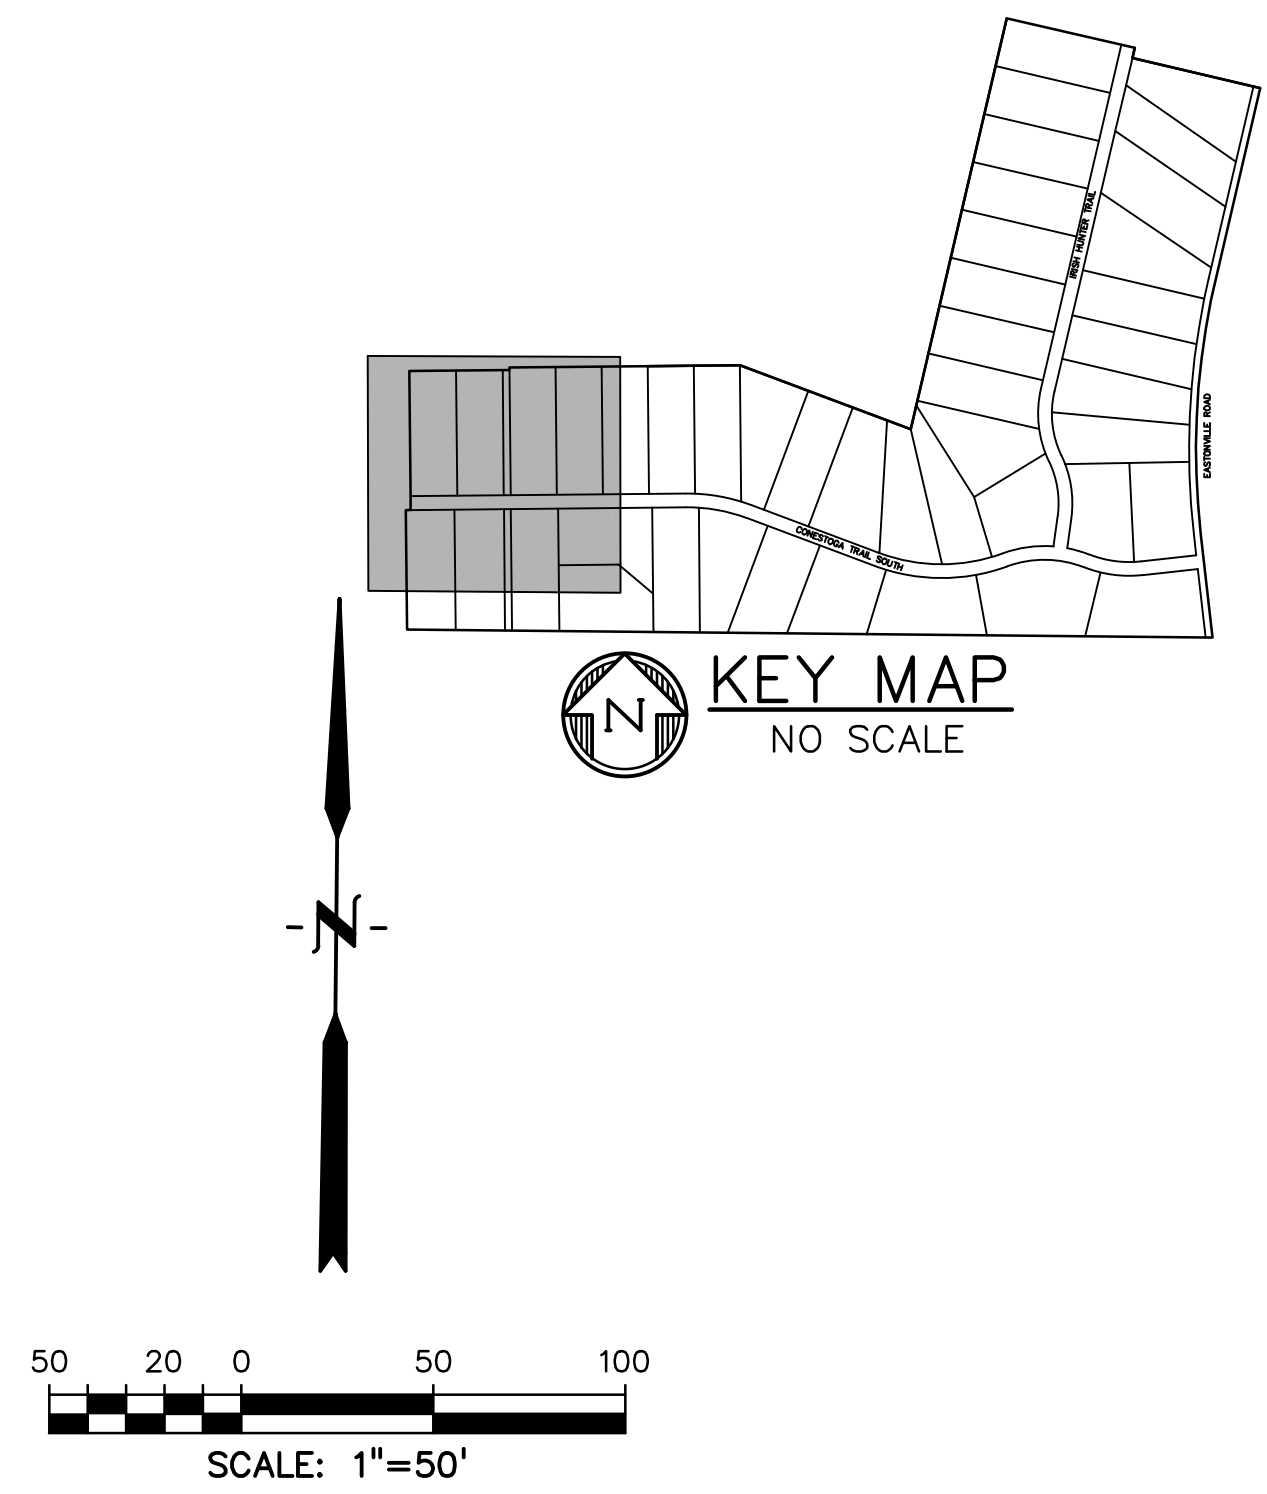 IRISH HUNTER TRAIL
EASTONVILLE ROAD
CONESTOGA TRAIL SOUTH
N
KEY MAP
NO SCALE
-N-
50 20 0 50 100
SCALE: 1"=50'